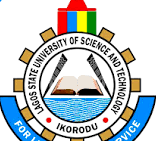 LAGOS STATE UNIVERSITY OF SCIENCE AND TECHNOLOGY
• IKORODU •
FOR
SERVICE